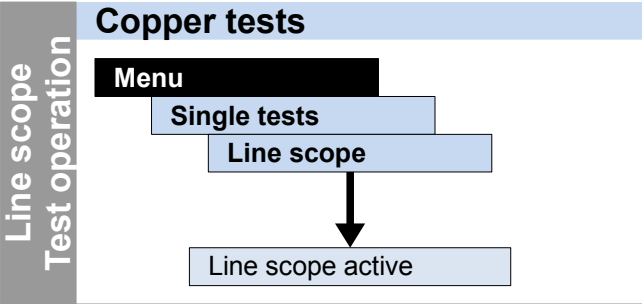 Line scope
Test operation
Copper tests
Menu
Single tests
Line scope
Line scope active